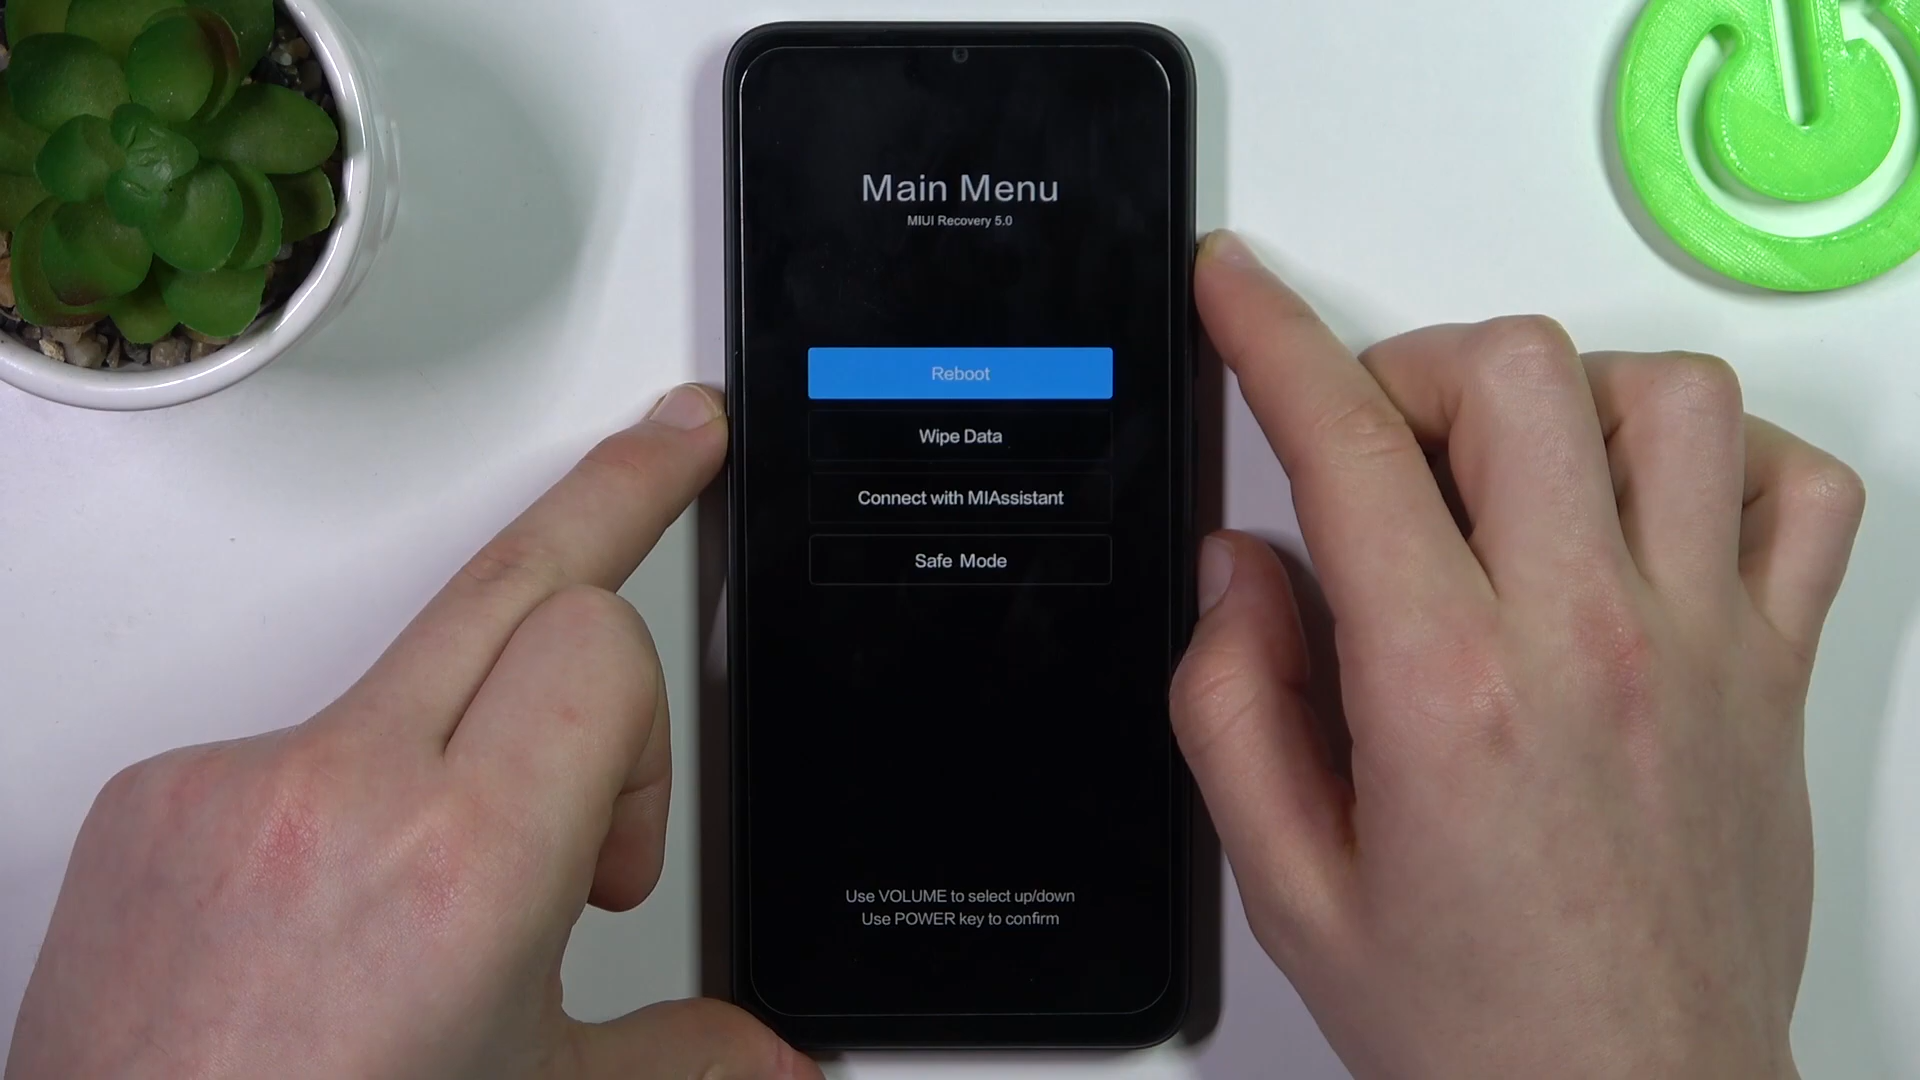 Main Menu
MIUI Recovery 5.0
Reboot
Wipe Data
Connect with MIAssistant
Safe Mode
Use VOLUME to select up/down
Use POWER key to confirm